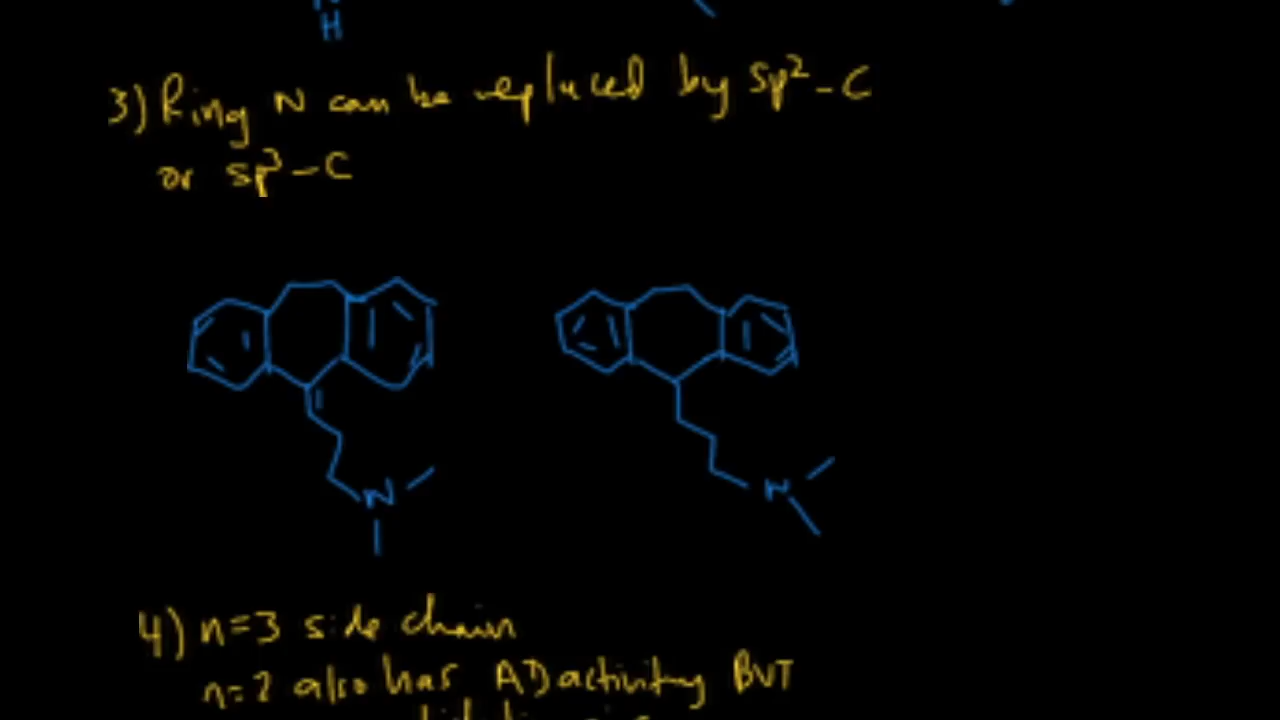 H
3) Ring N can be replaced by sp²-C
or sp³-C
N
N
4) n=3 side chain
n=2 also has AD activity BUT